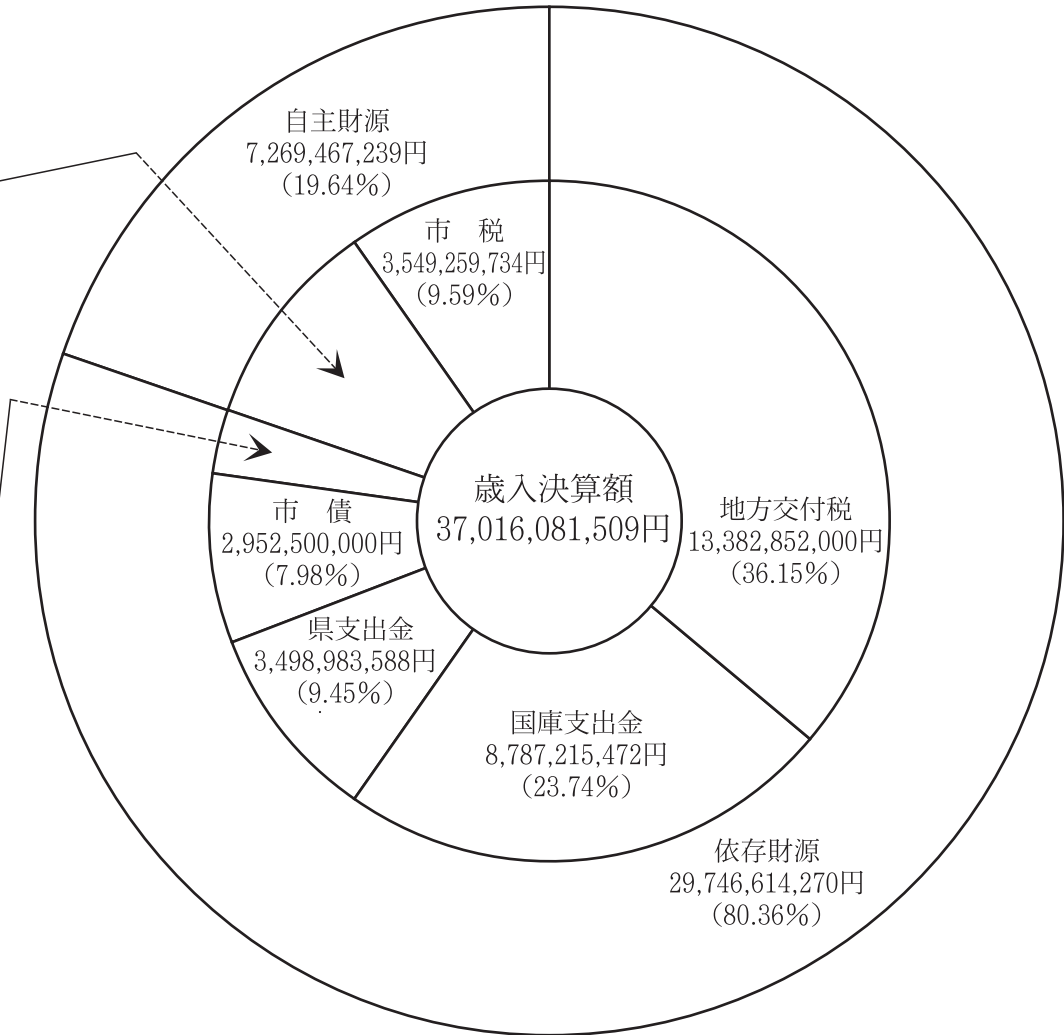 自主財源
7,269,467,239円
（19.64％）
市　税
3,549,259,734円
（9.59％）
歳入決算額
37,016,081,509円
地方交付税
13,382,852,000円
（36.15％）
市　債
2,952,500,000円
（7.98％）
県支出金
3,498,983,588円
（9.45％）
国庫支出金
8,787,215,472円
（23.74％）
依存財源
29,746,614,270円
（80.36％）